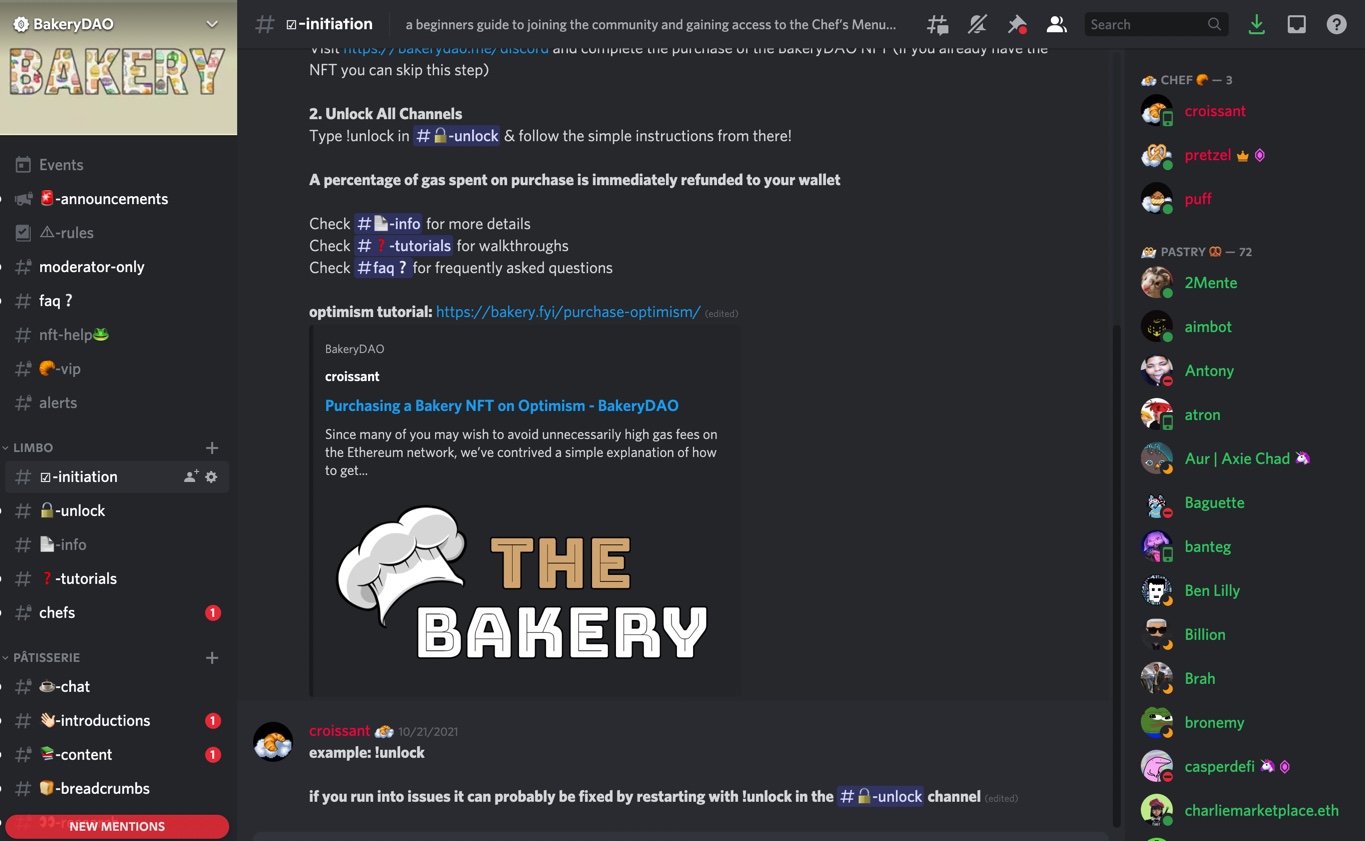 BakeryDAO
BAKERY
Events
-announcements
-rules
moderator-only
faq ?
nft-help
-vip
alerts
LIMBO
-initiation
-unlock
-info
❓-tutorials
chefs 1
PÂTISSERIE
-chat
-introductions 1
-content 1
-breadcrumbs
NEW MENTIONS
# ☑-initiation
a beginners guide to joining the community and gaining access to the Chef's Menu...
Search
Visit https://bakerydao.me/discord and complete the purchase of the BakeryDAO NFT (if you already have the
NFT you can skip this step)
2. Unlock All Channels
Type !unlock in #🔒-unlock & follow the simple instructions from there!
A percentage of gas spent on purchase is immediately refunded to your wallet
Check #📄-info for more details
Check #❓-tutorials for walkthroughs
Check #faq ? for frequently asked questions
optimism tutorial: https://bakery.fyi/purchase-optimism/ (edited)
BakeryDAO
croissant
Purchasing a Bakery NFT on Optimism - BakeryDAO
Since many of you may wish to avoid unnecessarily high gas fees on
the Ethereum network, we've contrived a simple explanation of how
to get...
THE
BAKERY
croissant 10/21/2021
example: !unlock
if you run into issues it can probably be fixed by restarting with !unlock in the #🔒-unlock channel (edited)
CHEF 🥐 — 3
croissant
pretzel
puff
PASTRY 🥨 — 72
2Mente
aimbot
Antony
atron
Aur | Axie Chad 🦄
Baguette
banteg
Ben Lilly
Billion
Brah
bronemy
casperdefi 🦄
charliemarketplace.eth